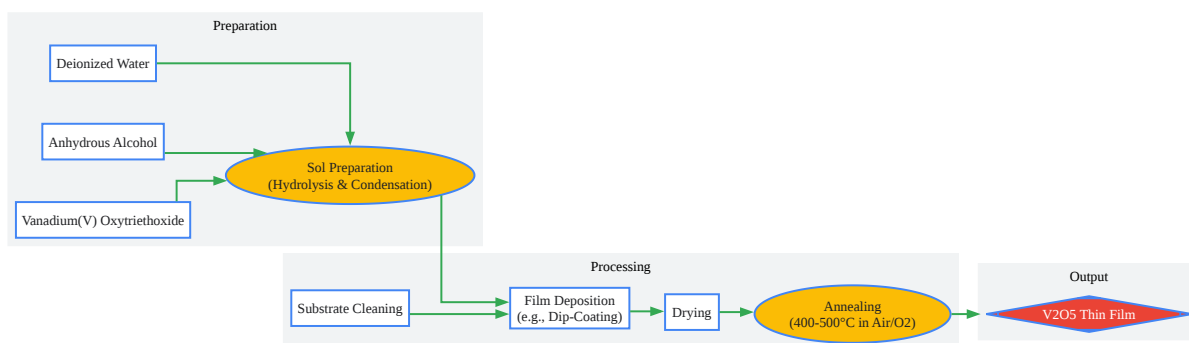 Preparation
Deionized Water
Anhydrous Alcohol
Sol Preparation
(Hydrolysis & Condensation)
Vanadium(V) Oxytriethoxide
Processing
Substrate Cleaning
Film Deposition
(e.g., Dip-Coating)
Drying
Annealing
(400-500°C in Air/O2)
Output
V2O5 Thin Film